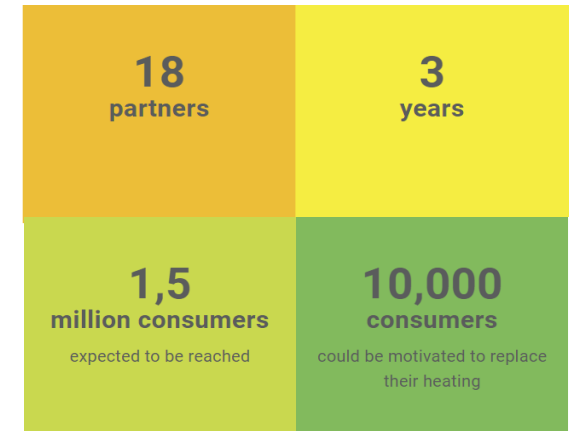 18
partners
3
years
1,5
million consumers
expected to be reached
10,000
consumers
could be motivated to replace
their heating